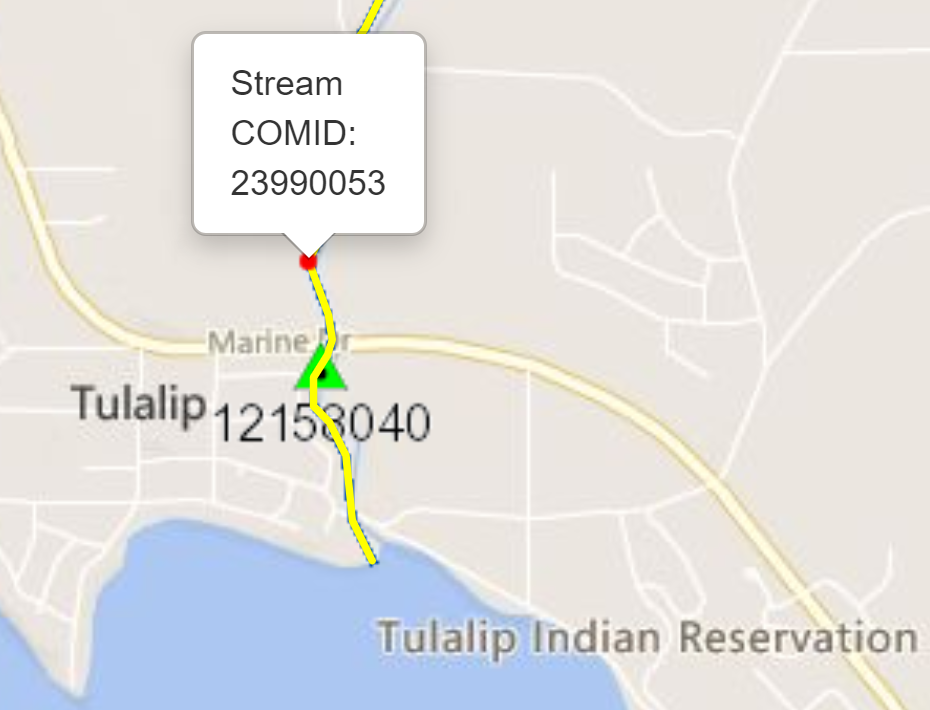 Stream
COMID:
23990053
Marine Dr
Tulalip
12158040
Tulalip Indian Reservation